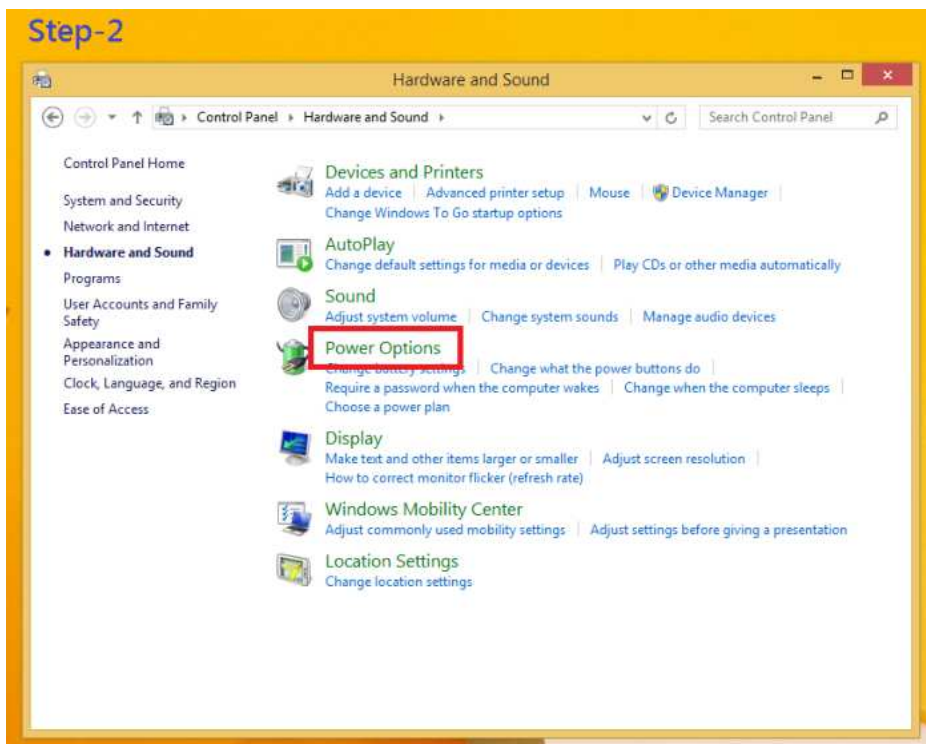 Step-2
Hardware and Sound
Control Panel Hardware and Sound
Search Control Panel
Control Panel Home
System and Security
Network and Internet
Hardware and Sound
Programs
User Accounts and Family
Safety
Appearance and
Personalization
Clock, Language, and Region
Ease of Access
Devices and Printers
Add a device Advanced printer setup Mouse Device Manager
Change Windows To Go startup options
AutoPlay
Change default settings for media or devices Play CDs or other media automatically
Sound
Adjust system volume Change system sounds Manage audio devices
Power Options
Change battery settings Change what the power buttons do
Require a password when the computer wakes Change when the computer sleeps
Choose a power plan
Display
Make text and other items larger or smaller Adjust screen resolution
How to correct monitor flicker (refresh rate)
Windows Mobility Center
Adjust commonly used mobility settings Adjust settings before giving a presentation
Location Settings
Change location settings